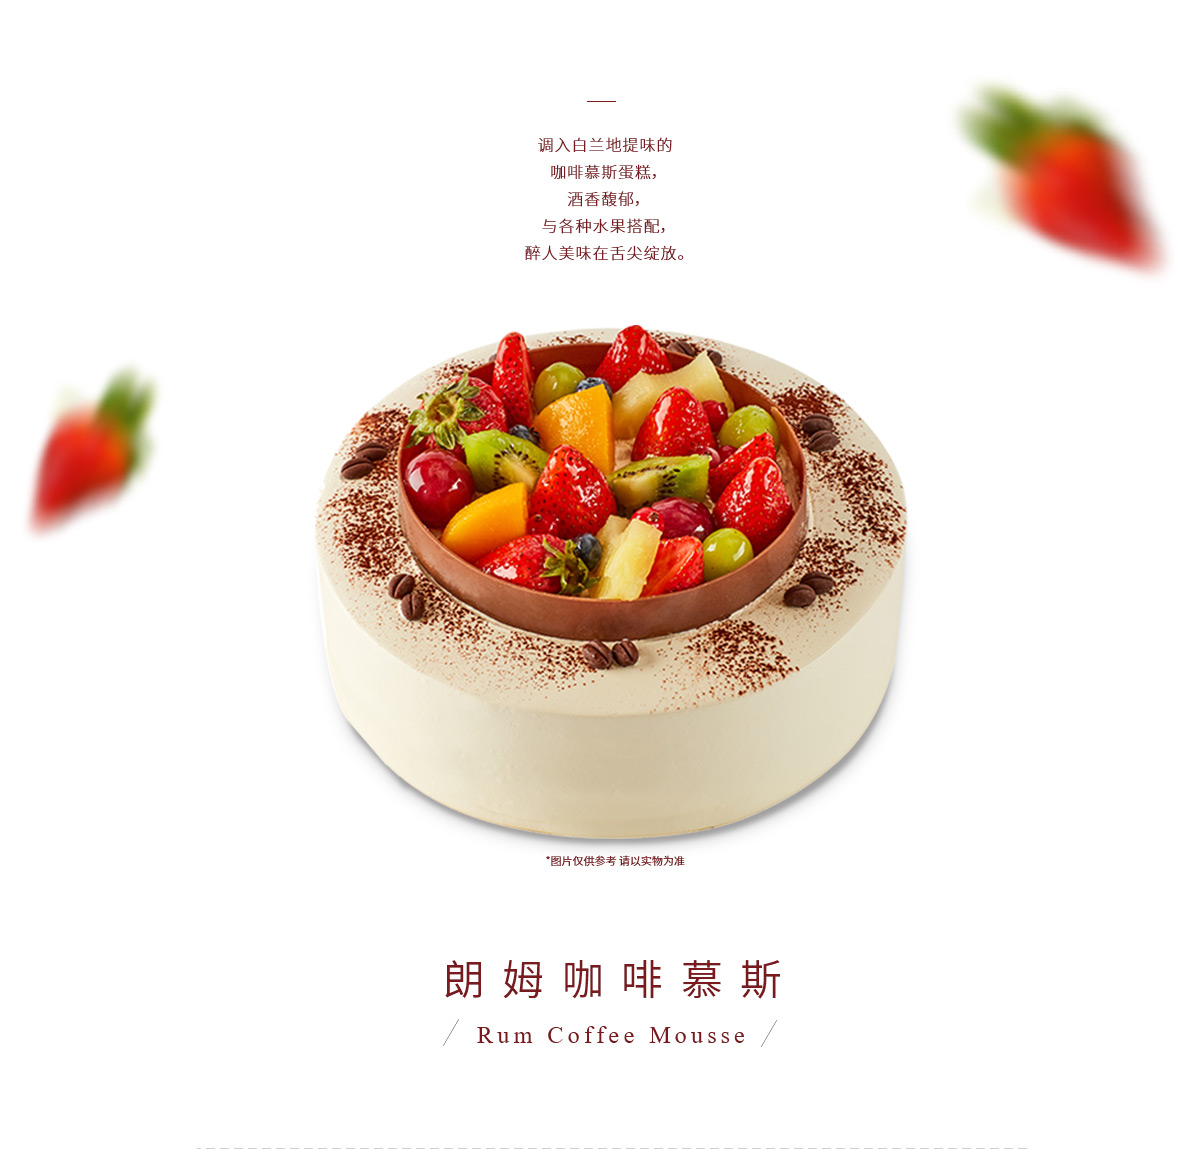 调入白兰地提味的
咖啡慕斯蛋糕，
酒香馥郁，
与各种水果搭配，
醉人美味在舌尖绽放。
*图片仅供参考 请以实物为准
朗姆咖啡慕斯
Rum Coffee Mousse